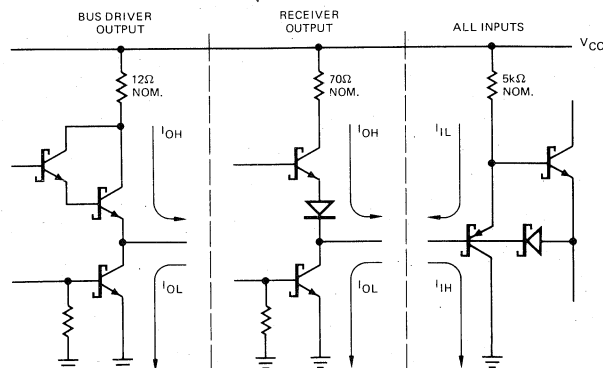 BUS DRIVER
OUTPUT
RECEIVER
OUTPUT
ALL INPUTS
VCC
12Ω
NOM.
70Ω
NOM.
5kΩ
NOM.
IOH
IOH
IIL
IOL
IOL
IIH